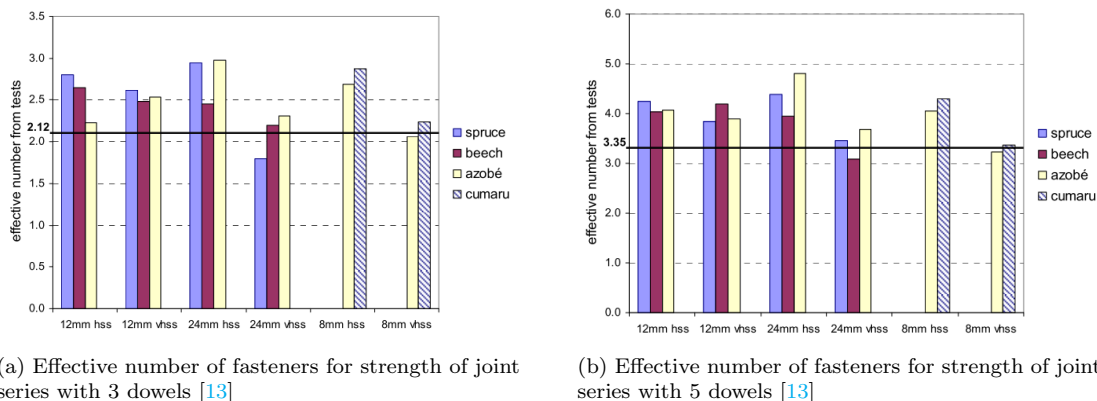 3.5
3.0
2.5
2.12
2.0
1.5
1.0
0.5
0.0
effective number from tests
12mm hss 12mm vhss 24mm hss 24mm vhss 8mm hss 8mm vhss
spruce
beech
azobé
cumaru
(a) Effective number of fasteners for strength of joint
series with 3 dowels [13]
6.0
5.0
4.0
3.35
3.0
4.0
1.0
0.0
effective number from tests
12mm hss 12mm vhss 24mm hss 24mm vhss 8mm hss 8mm vhss
spruce
beech
azobé
cumaru
(b) Effective number of fasteners for strength of joint
series with 5 dowels [13]